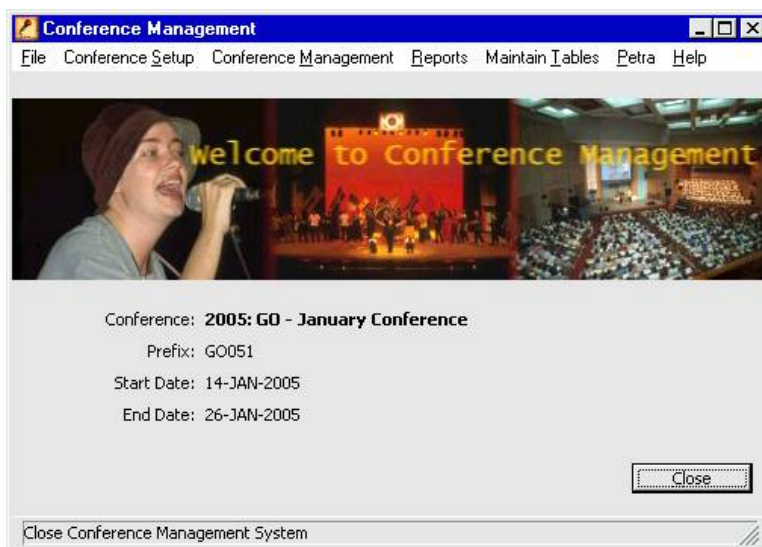 Conference Management
File Conference Setup Conference Management Reports Maintain Tables Petra Help
Welcome to Conference Management
Conference: 2005: GO - January Conference
Prefix: GO051
Start Date: 14-JAN-2005
End Date: 26-JAN-2005
Close
Close Conference Management System